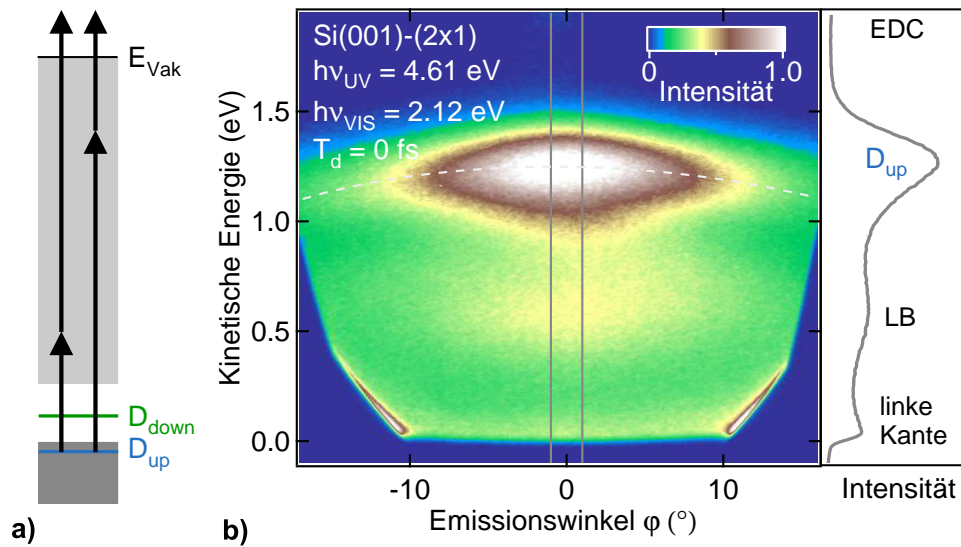 E_Vak
D_down
D_up
a)
Si(001)-(2x1)
hν_UV = 4.61 eV
hν_VIS = 2.12 eV
T_d = 0 fs
0 1.0
Intensität
Kinetische Energie (eV)
1.5
1.0
0.5
0.0
-10 0 10
Emissionswinkel φ (°)
b)
EDC
D_up
LB
linke
Kante
Intensität